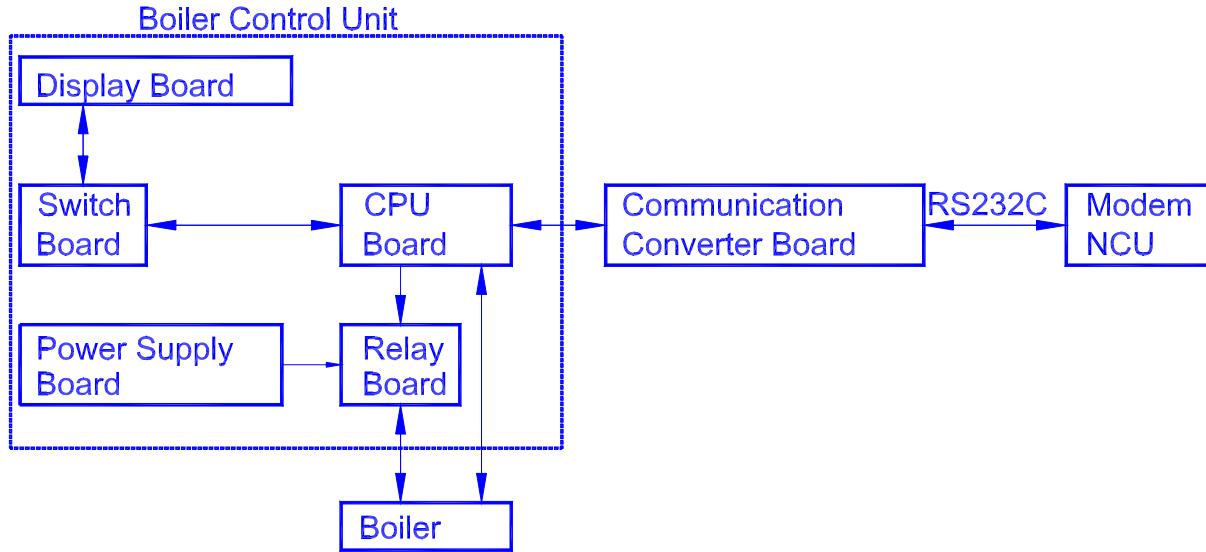 Boiler Control Unit
Display Board
Switch
Board
CPU
Board
Communication
Converter Board
RS232C
Modem
NCU
Power Supply
Board
Relay
Board
Boiler